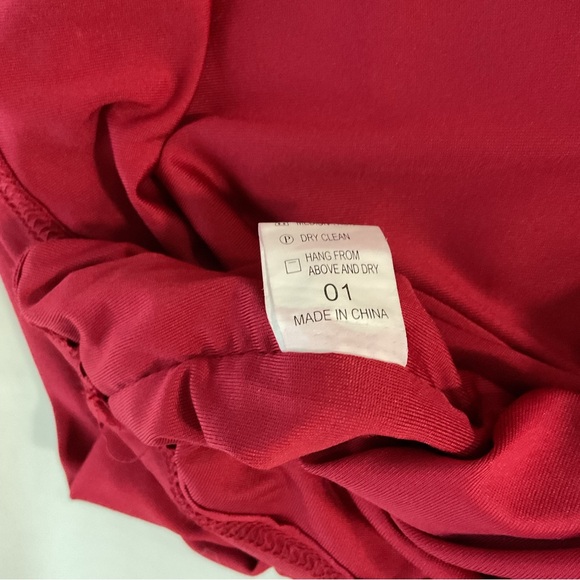 Ⓟ DRY CLEAN
HANG FROM
ABOVE AND DRY
01
MADE IN CHINA